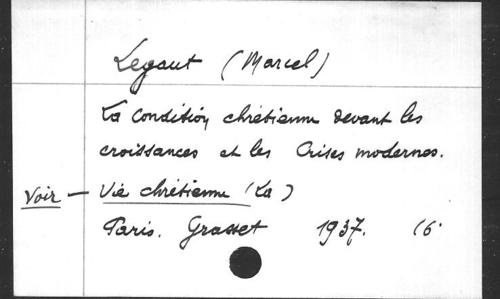 Legaut (Marcel)
La condition chrétienne devant les
croissances et les Crises modernes.
Voir - Vie chrétienne (La)
Paris. Grasset 1937. 16°